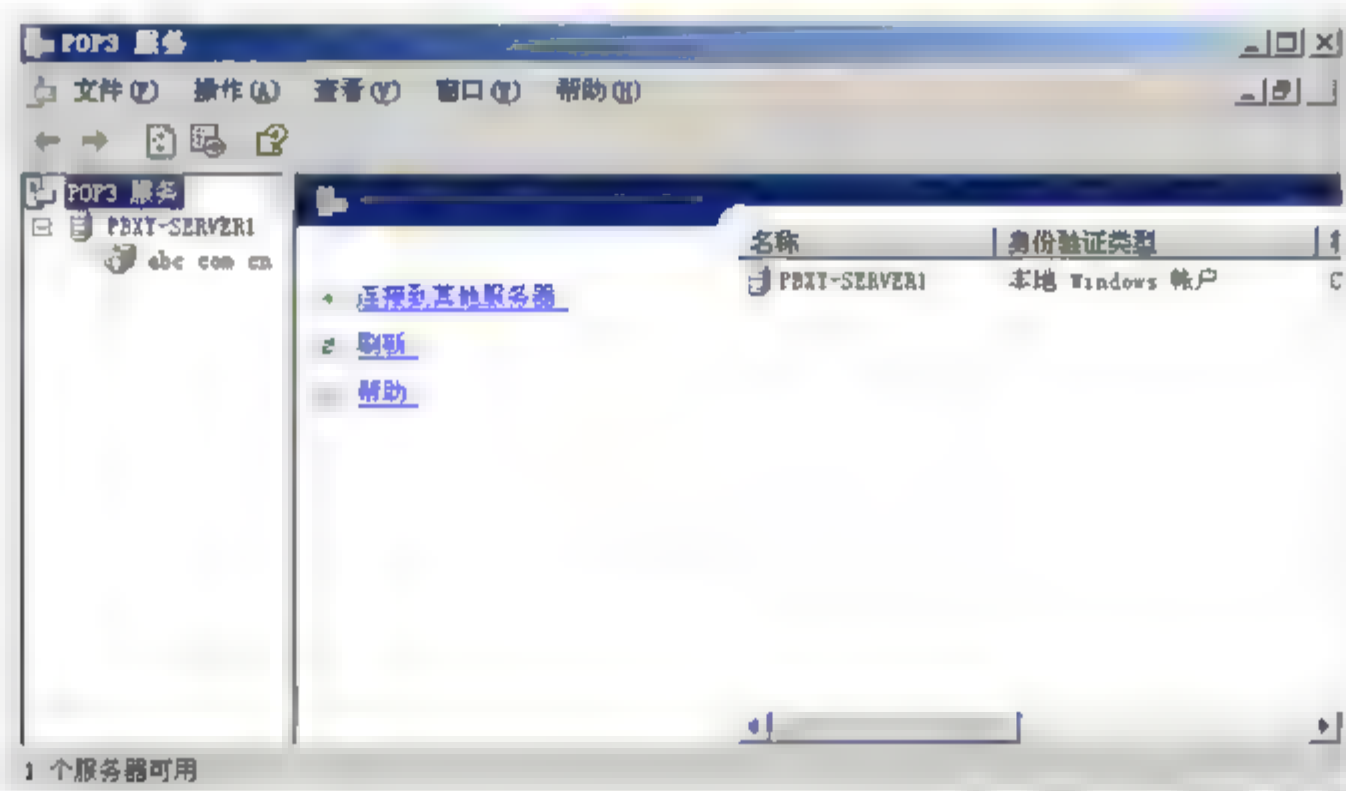 POP3 服务
文件(F) 操作(A) 查看(V) 窗口(W) 帮助(H)
POP3 服务
PBXT-SERVER1
abc com cn
连接到其他服务器
刷新
帮助
名称 身份验证类型
PBXT-SERVER1 本地 Windows 帐户 C
1 个服务器可用